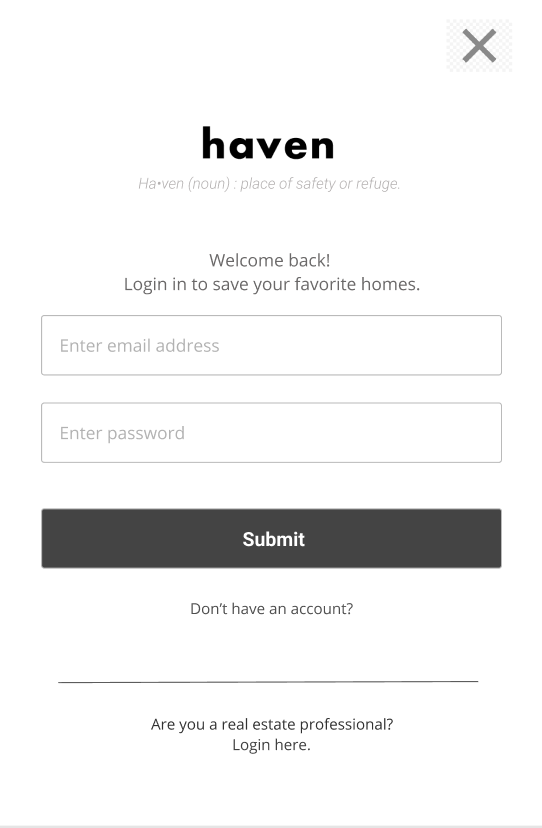 haven
Ha•ven (noun) : place of safety or refuge.
Welcome back!
Login in to save your favorite homes.
Enter email address
Enter password
Submit
Don't have an account?
Are you a real estate professional?
Login here.